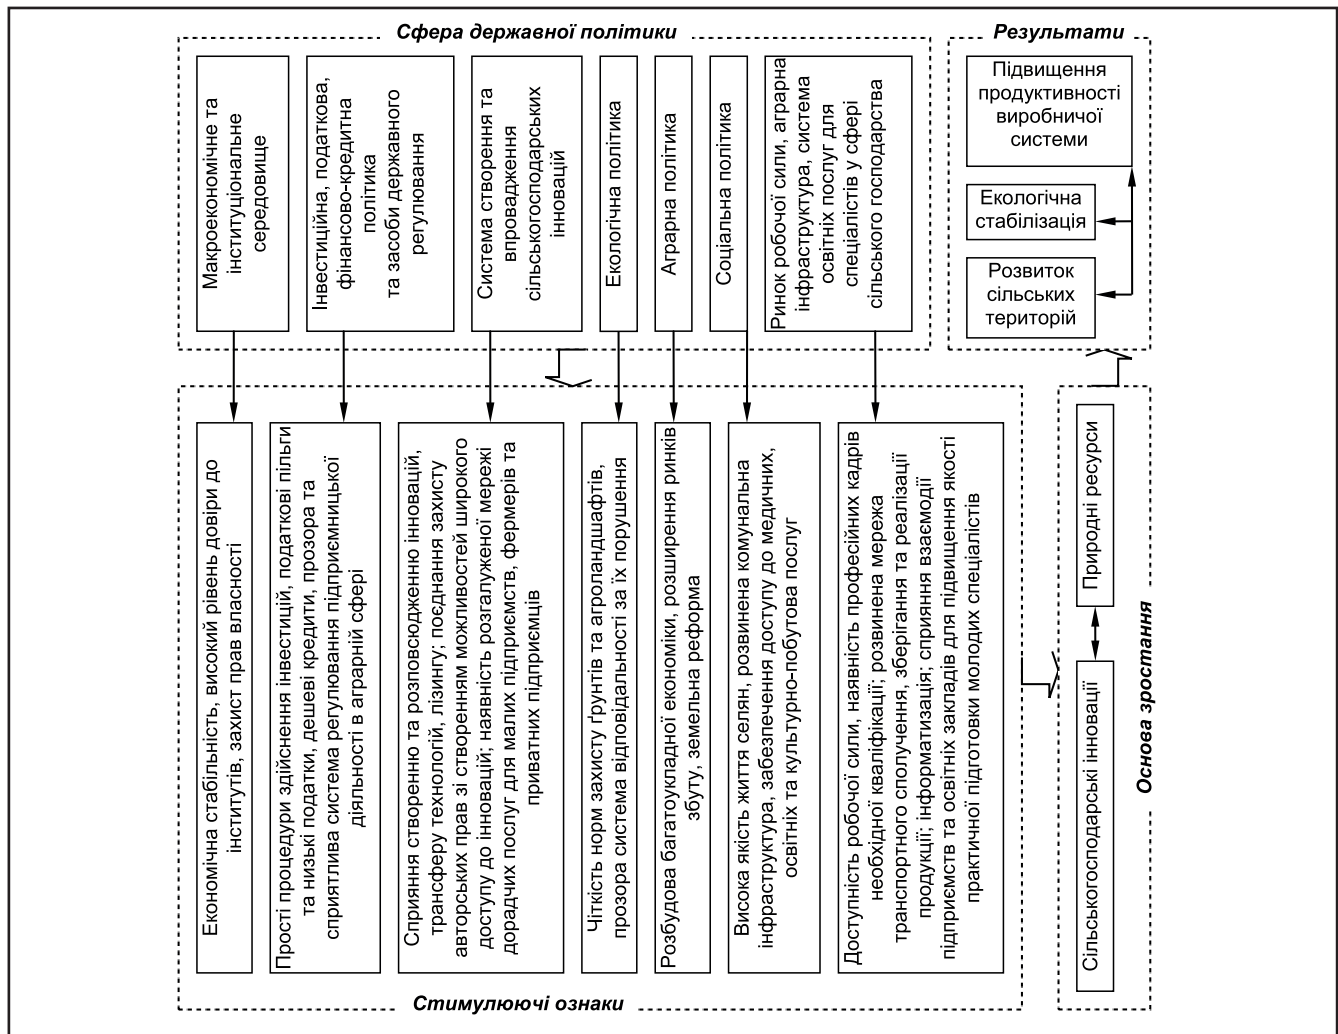 Сфера державної політики
Макроекономічне та
інституціональне
середовище
Інвестиційна, податкова,
фінансово-кредитна
політика
та засоби державного
регулювання
Система створення та
впровадження
сільськогосподарських
інновацій
Екологічна політика
Аграрна політика
Соціальна політика
Ринок робочої сили, аграрна
інфраструктура, система
освітніх послуг для
спеціалістів у сфері
сільського господарства
Результати
Підвищення
продуктивності
виробничої
системи
Екологічна
стабілізація
Розвиток
сільських
територій
Економічна стабільність, високий рівень довіри до
інститутів, захист прав власності
Прості процедури здійснення інвестицій, податкові пільги
та низькі податки, дешеві кредити, прозора та
сприятлива система регулювання підприємницької
діяльності в аграрній сфері
Сприяння створенню та розповсюдженню інновацій,
трансферу технологій, лізингу; поєднання захисту
авторських прав зі створенням можливостей широкого
доступу до інновацій; наявність розгалуженої мережі
дорадчих послуг для малих підприємств, фермерів та
приватних підприємців
Чіткість норм захисту ґрунтів та агроландшафтів,
прозора система відповідальності за їх порушення
Розбудова багатоукладної економіки, розширення ринків
збуту, земельна реформа
Висока якість життя селян, розвинена комунальна
інфраструктура, забезпечення доступу до медичних,
освітніх та культурно-побутова послуг
Доступність робочої сили, наявність професійних кадрів
необхідної кваліфікації; розвинена мережа
транспортного сполучення, зберігання та реалізації
продукції; інформатизація; сприяння взаємодії
підприємств та освітніх закладів для підвищення якості
практичної підготовки молодих спеціалістів
Стимулюючі ознаки
Природні ресурси
Сільськогосподарські інновації
Основа зростання